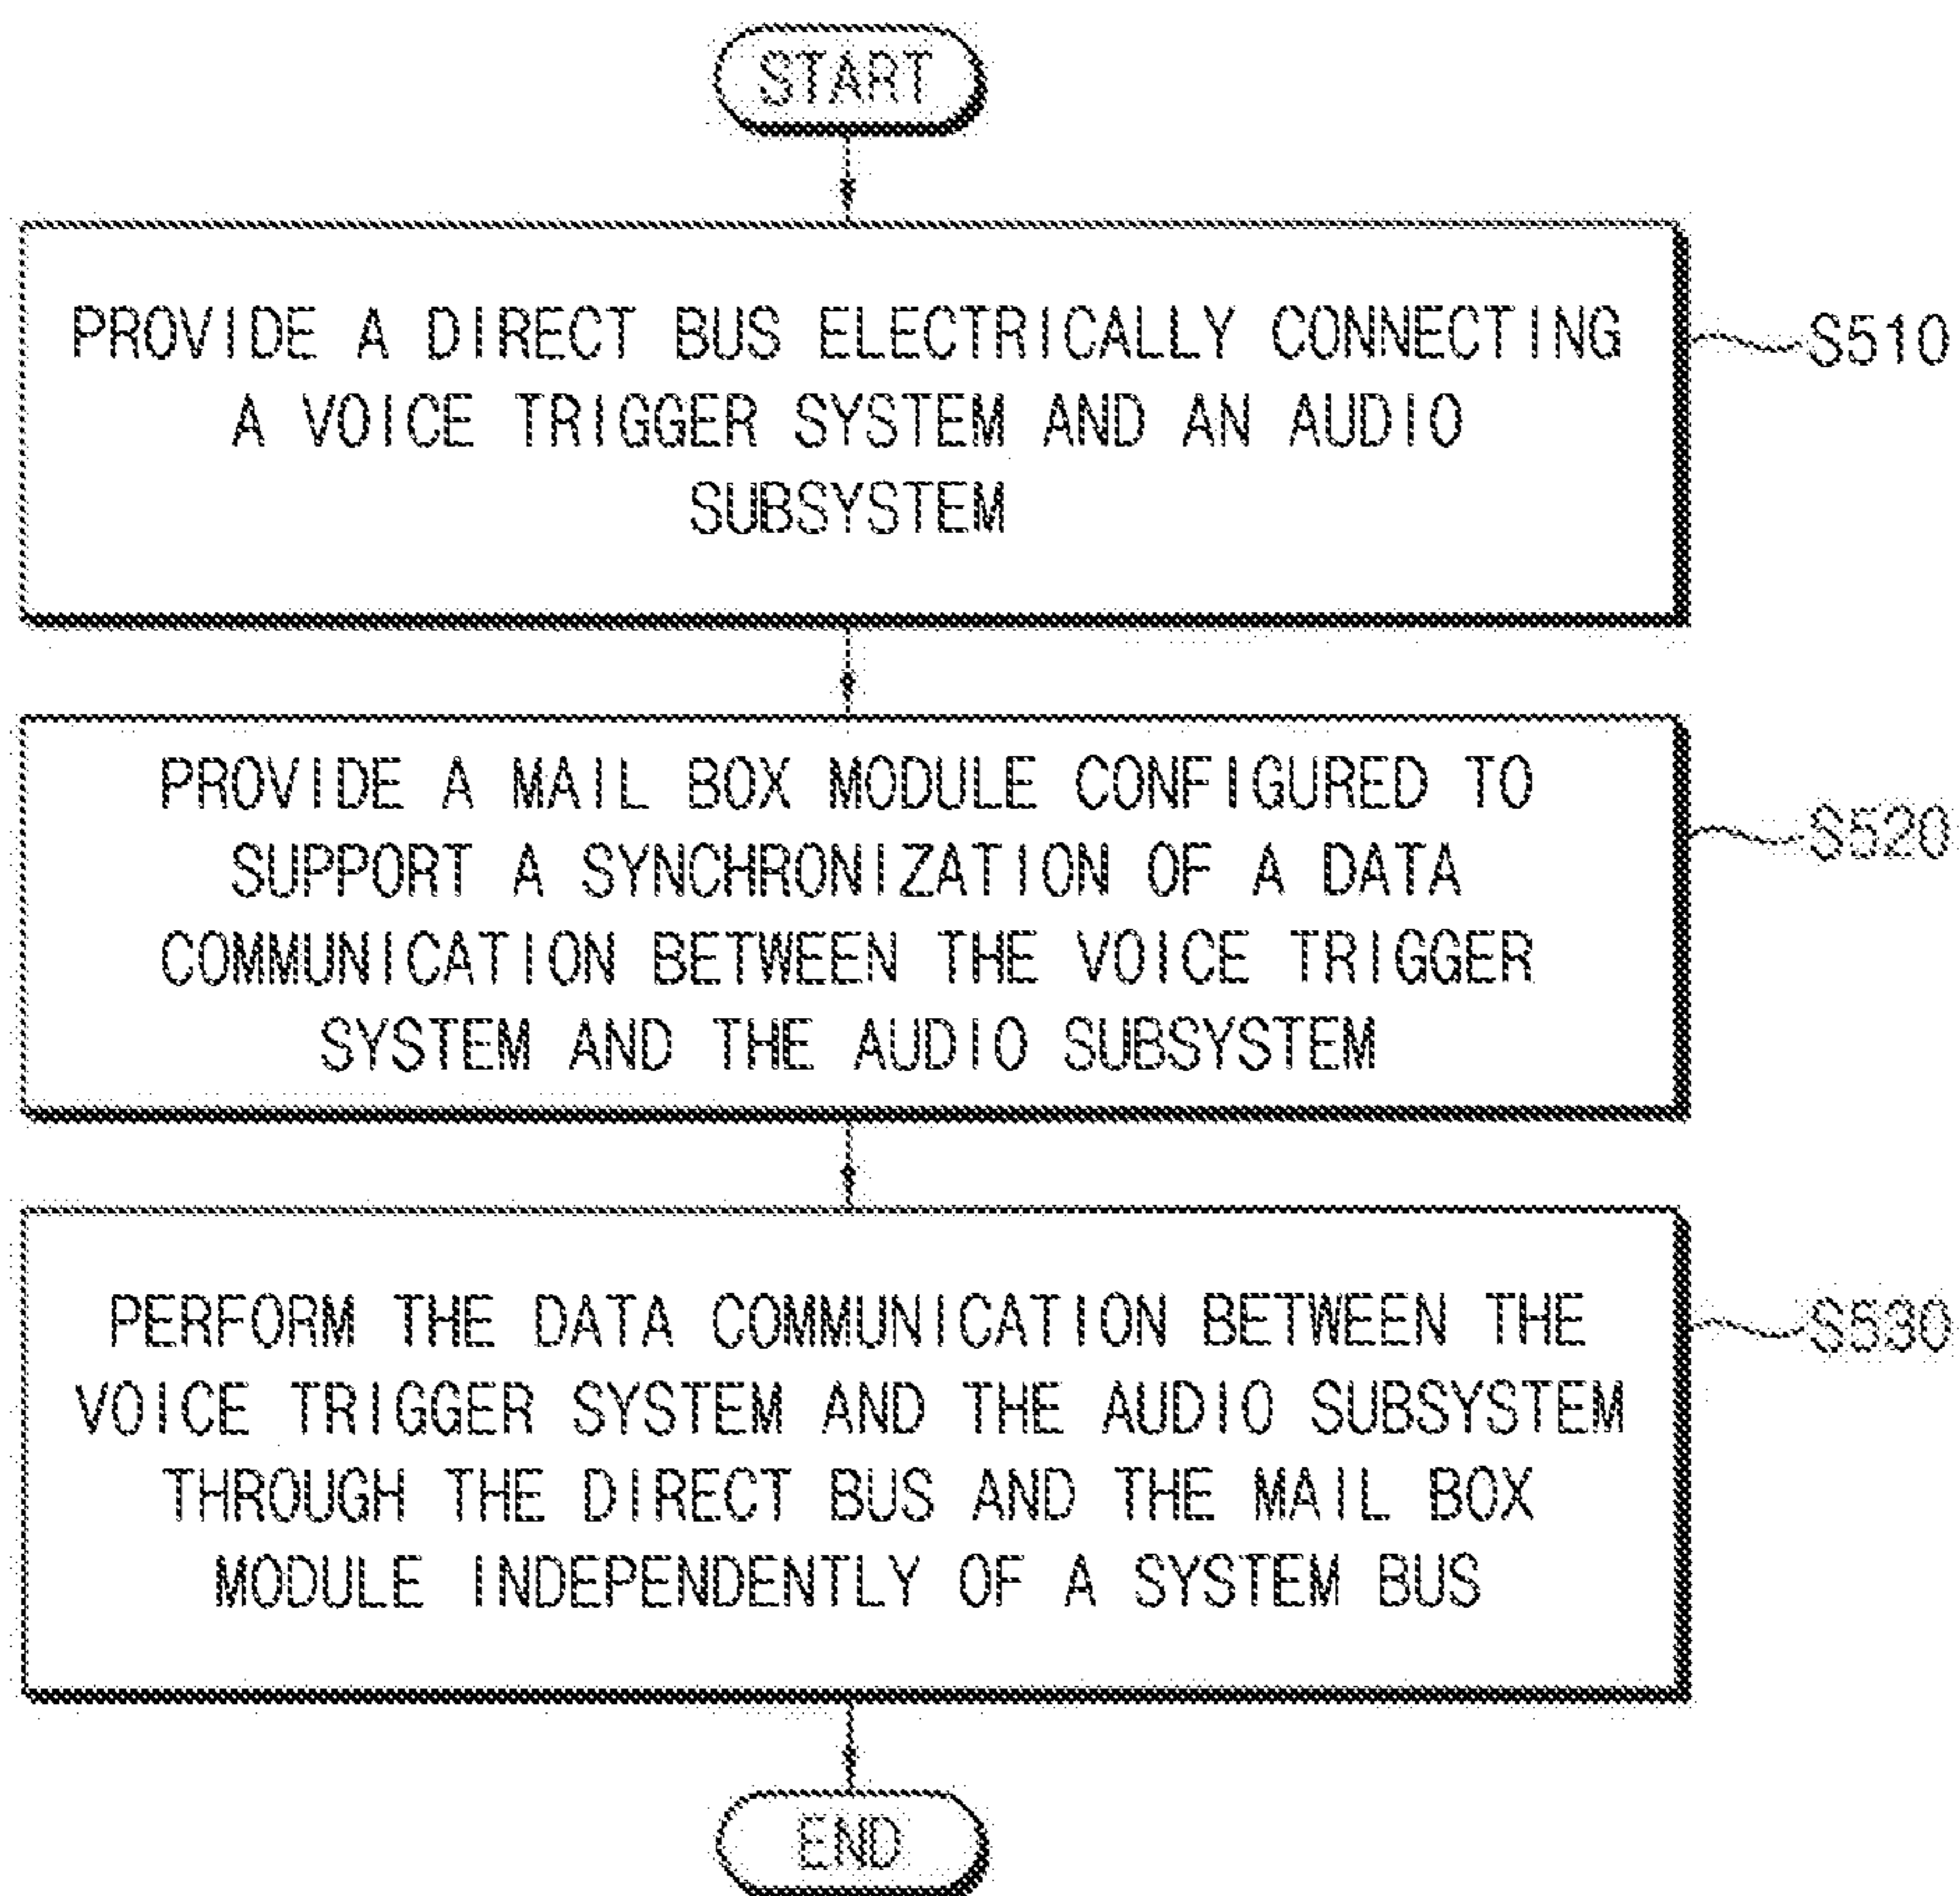 START
PROVIDE A DIRECT BUS ELECTRICALLY CONNECTING
A VOICE TRIGGER SYSTEM AND AN AUDIO
SUBSYSTEM
S510
PROVIDE A MAIL BOX MODULE CONFIGURED TO
SUPPORT A SYNCHRONIZATION OF A DATA
COMMUNICATION BETWEEN THE VOICE TRIGGER
SYSTEM AND THE AUDIO SUBSYSTEM
S520
PERFORM THE DATA COMMUNICATION BETWEEN THE
VOICE TRIGGER SYSTEM AND THE AUDIO SUBSYSTEM
THROUGH THE DIRECT BUS AND THE MAIL BOX
MODULE INDEPENDENTLY OF A SYSTEM BUS
S530
END